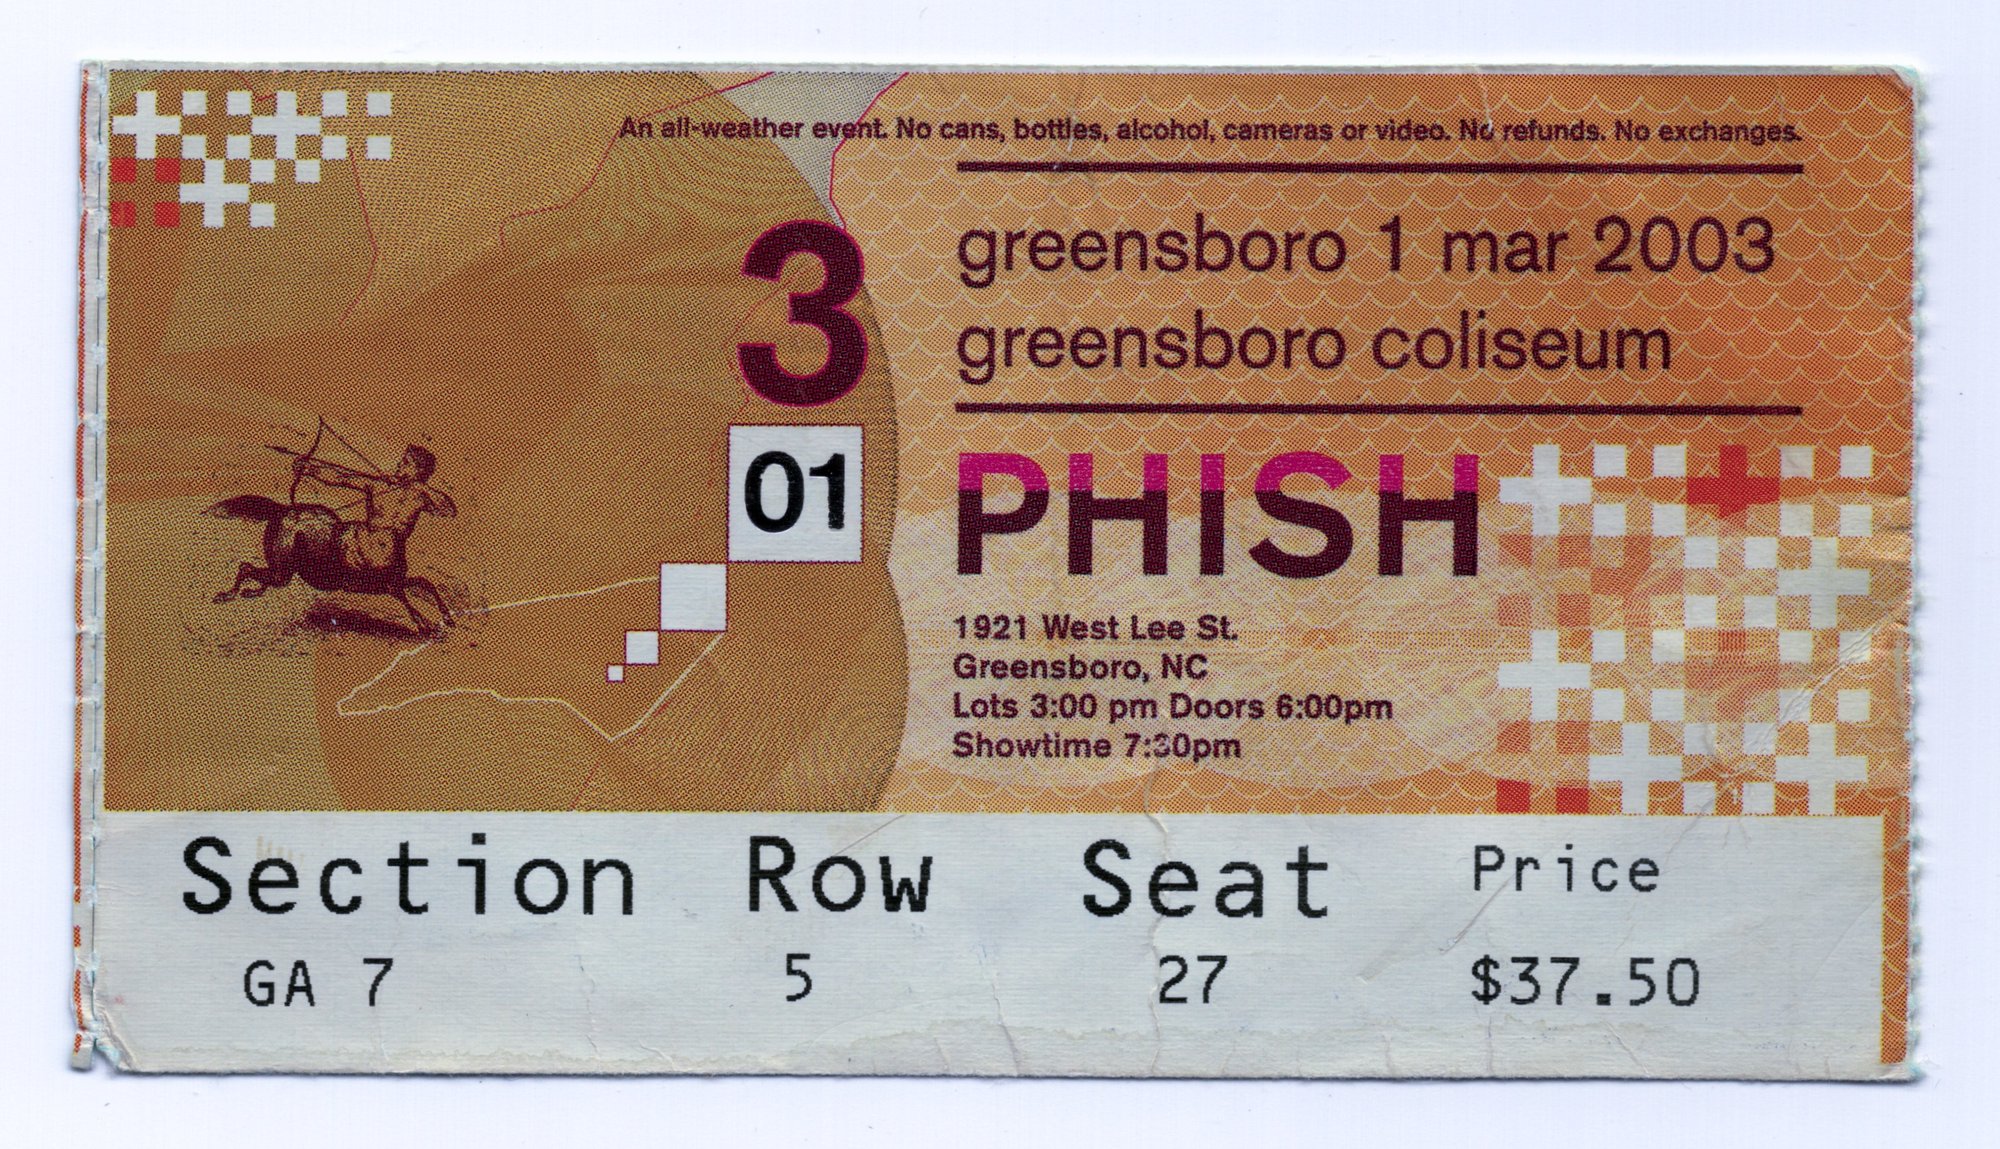 An all-weather event. No cans, bottles, alcohol, cameras or video. No refunds. No exchanges.
3
01
greensboro 1 mar 2003
greensboro coliseum
PHISH
1921 West Lee St.
Greensboro, NC
Lots 3:00 pm Doors 6:00pm
Showtime 7:30pm
Section Row Seat Price
GA 7 5 27 $37.50